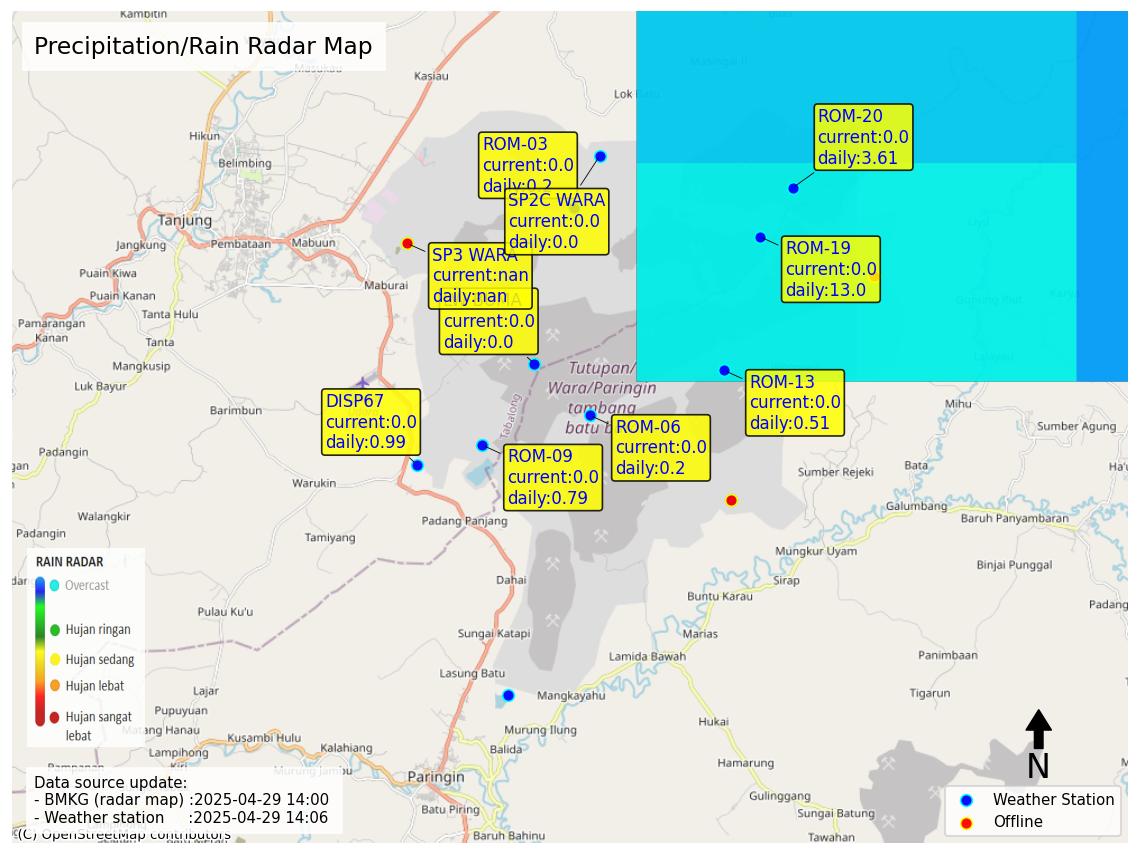 Precipitation/Rain Radar Map
Kambitin
Masukau
Kasiau
Lok Batu
Masingai II
Hikun
Belimbing
Tanjung
Jangkung
Pembataan
Mabuun
Puain Kiwa
Puain Kanan
Maburai
Pamarangan
Kanan
Tanta Hulu
Tanta
Mangkusip
Luk Bayur
Barimbun
Padangin
Warukin
Walangkir
Padangin
Tamiyang
Padang Panjang
Tabalong
Tutupan/
Wara/Paringin
tambang
batu b
ROM-03
current:0.0
daily:0.2
SP2C WARA
current:0.0
daily:0.0
SP3 WARA
current:nan
daily:nan
current:0.0
daily:0.0
ROM-20
current:0.0
daily:3.61
ROM-19
current:0.0
daily:13.0
ROM-13
current:0.0
daily:0.51
DISP67
current:0.0
daily:0.99
ROM-09
current:0.0
daily:0.79
ROM-06
current:0.0
daily:0.2
Mihu
Sumber Agung
Sumber Rejeki
Bata
Galumbang
Baruh Panyambaran
Mungkur Uyam
Binjai Punggal
Sirap
Buntu Karau
Padang
Marias
Lamida Bawah
Panimbaan
Tigarun
Dahai
Sungai Katapi
Lasung Batu
Mangkayahu
Murung Ilung
Hukai
Balida
Hamarung
Paringin
Gulinggang
Batu Piring
Sungai Batung
Baruh Bahinu
Tawahan
Pulau Ku'u
Lajar
Pupuyuan
Matang Hanau
Lampihong
Kusambi Hulu
Kalahiang
Murung Jambu
RAIN RADAR
Overcast
Hujan ringan
Hujan sedang
Hujan lebat
Hujan sangat
lebat
Data source update:
- BMKG (radar map) :2025-04-29 14:00
- Weather station :2025-04-29 14:06
(C) OpenStreetMap contributors
N
Weather Station
Offline